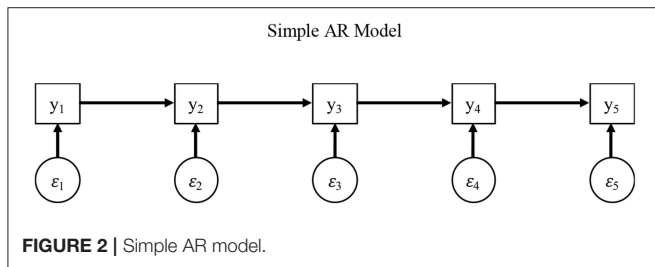 Simple AR Model
y₁ y₂ y₃ y₄ y₅
ε₁ ε₂ ε₃ ε₄ ε₅
FIGURE 2 | Simple AR model.